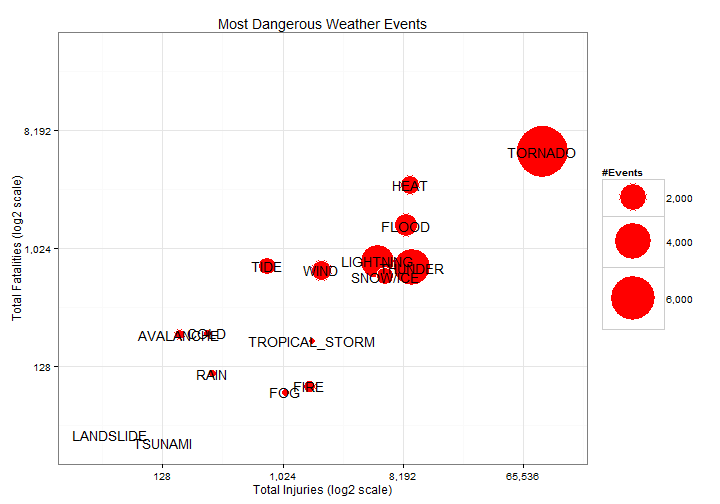 Most Dangerous Weather Events
Total Fatalities (log2 scale)
8,192
1,024
128
TORNADO
HEAT
FLOOD
LIGHTNING
THUNDER
SNOW/ICE
TIDE
WIND
AVALANCHE
COLD
TROPICAL_STORM
RAIN
FIRE
FOG
LANDSLIDE
TSUNAMI
128
1,024
8,192
65,536
Total Injuries (log2 scale)
#Events
2,000
4,000
6,000